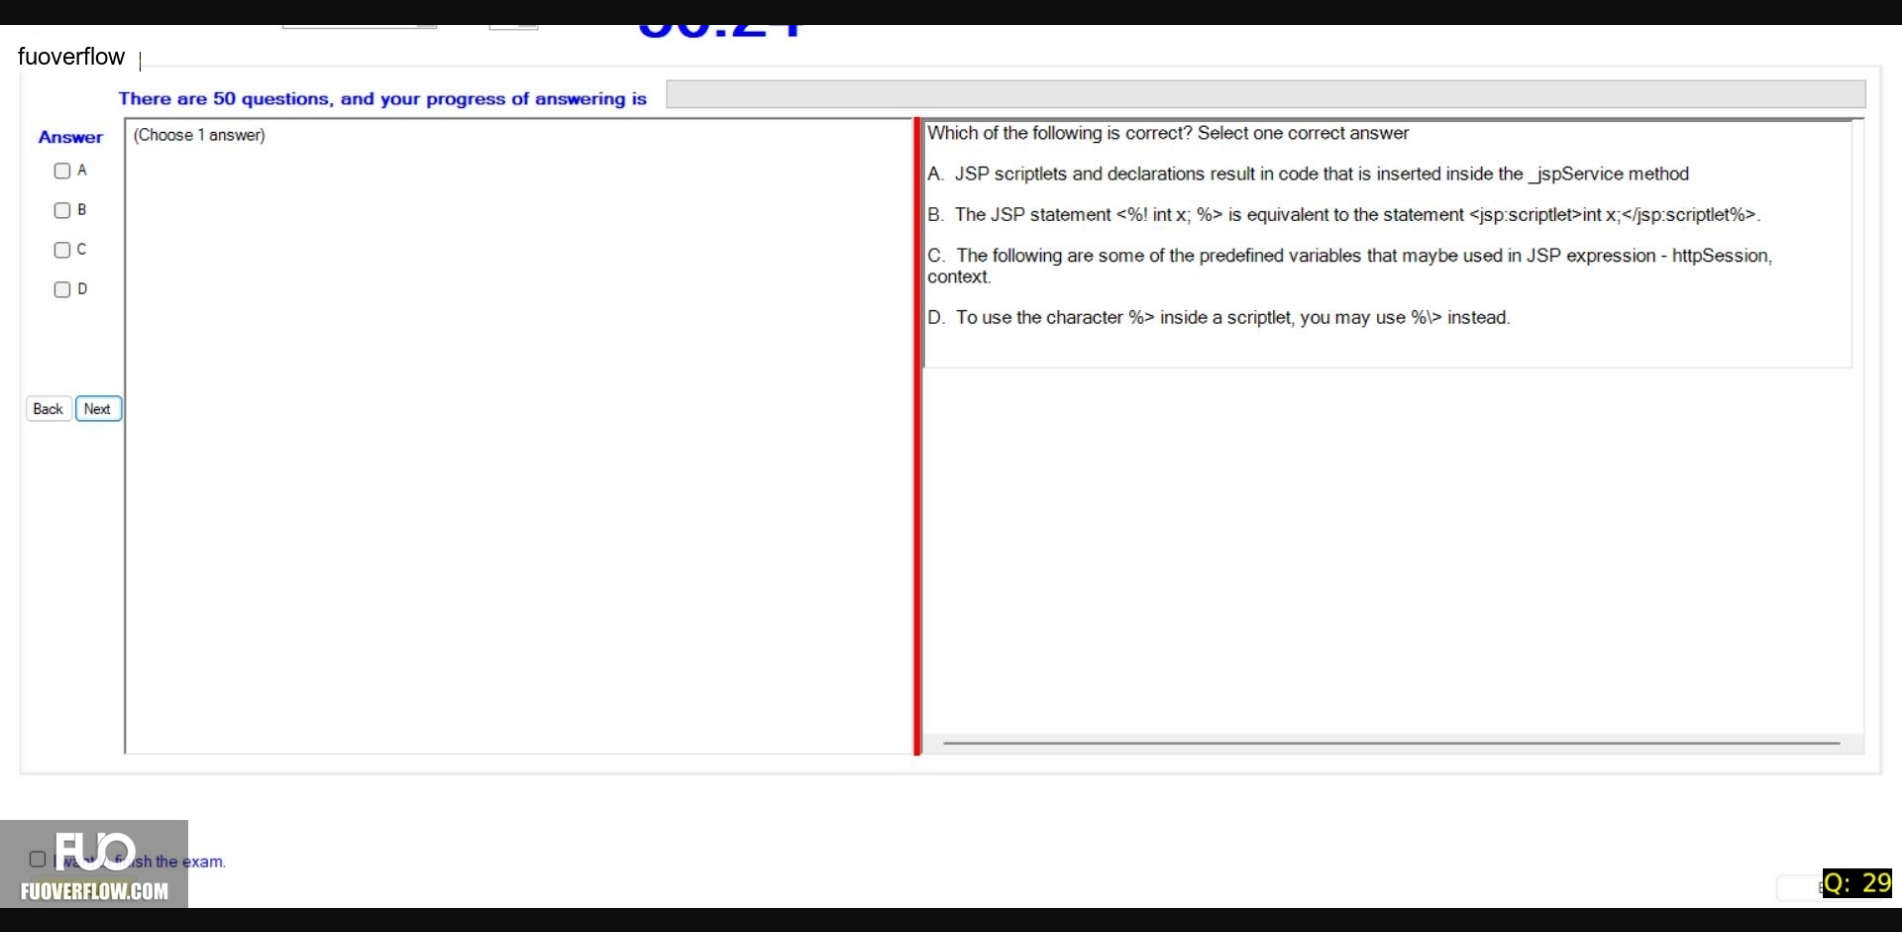 fuoverflow
There are 50 questions, and your progress of answering is
Answer
(Choose 1 answer)
A
B
C
D
Back
Next
Which of the following is correct? Select one correct answer
A. JSP scriptlets and declarations result in code that is inserted inside the _jspService method
B. The JSP statement <%! int x; %> is equivalent to the statement <jsp:scriptlet>int x;</jsp:scriptlet%>.
C. The following are some of the predefined variables that maybe used in JSP expression - httpSession,
context.
D. To use the character %> inside a scriptlet, you may use %\> instead.
FUO
the exam.
FUOVERFLOW.COM
Q: 29